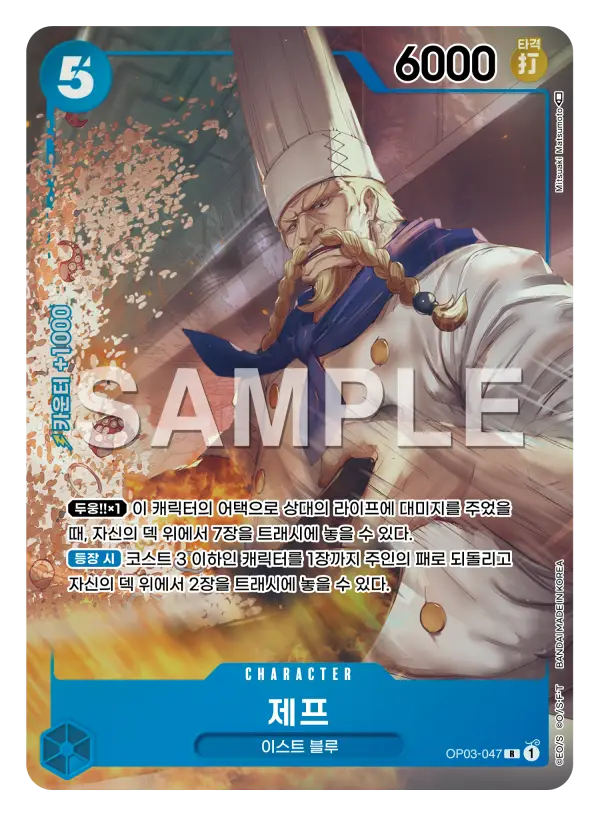 5
6000
타격
打
Mitsuaki Matsumoto
카운터 +1000
SAMPLE
두웅!!×1 이 캐릭터의 어택으로 상대의 라이프에 대미지를 주었을
때, 자신의 덱 위에서 7장을 트래시에 놓을 수 있다.
등장 시 코스트 3 이하인 캐릭터를 1장까지 주인의 패로 되돌리고
자신의 덱 위에서 2장을 트래시에 놓을 수 있다.
CHARACTER
제프
이스트 블루
OP03-047 R 1
©EO/S ©O/S·F·T BANDAI MADE IN KOREA